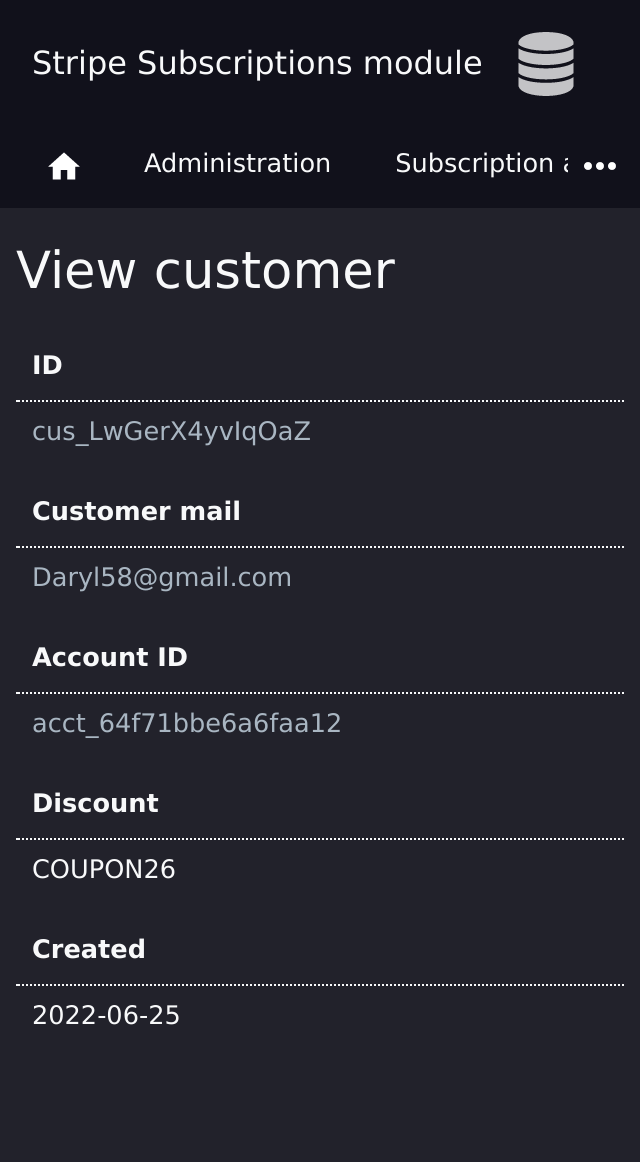 Stripe Subscriptions module
Administration
Subscription
View customer
ID
cus_LwGerX4yvIqOaZ
Customer mail
Daryl58@gmail.com
Account ID
acct_64f71bbe6a6faa12
Discount
COUPON26
Created
2022-06-25